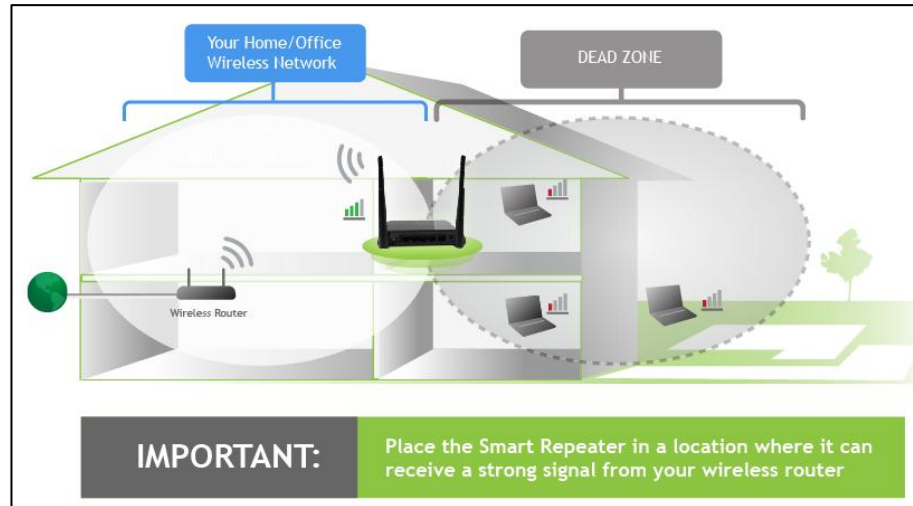 Your Home/Office
Wireless Network
DEAD ZONE
Wireless Router
IMPORTANT:
Place the Smart Repeater in a location where it can
receive a strong signal from your wireless router